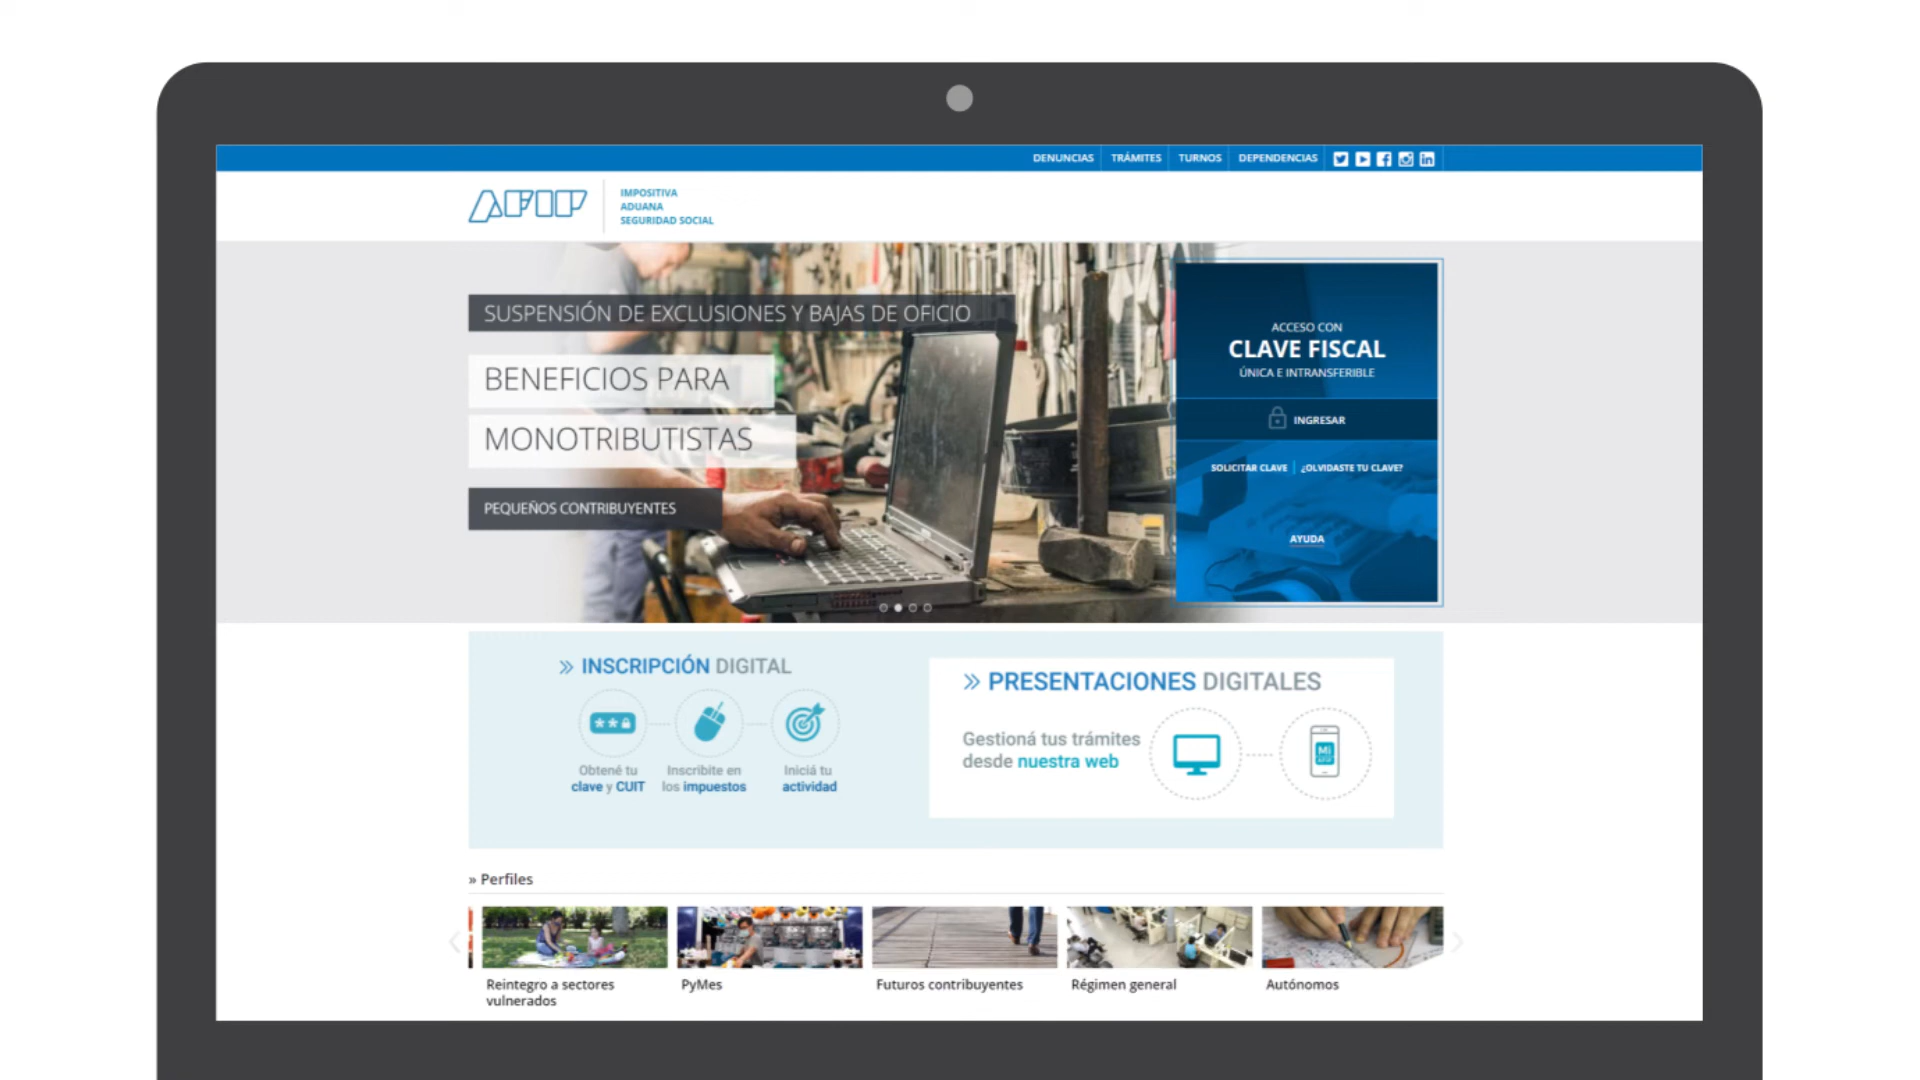 DENUNCIAS TRÁMITES TURNOS DEPENDENCIAS
AFIP
IMPOSITIVA
ADUANA
SEGURIDAD SOCIAL
SUSPENSIÓN DE EXCLUSIONES Y BAJAS DE OFICIO
BENEFICIOS PARA
MONOTRIBUTISTAS
PEQUEÑOS CONTRIBUYENTES
ACCESO CON
CLAVE FISCAL
ÚNICA E INTRANSFERIBLE
INGRESAR
SOLICITAR CLAVE | ¿OLVIDASTE TU CLAVE?
AYUDA
» INSCRIPCIÓN DIGITAL
Obtené tu
clave y CUIT
Inscribite en
los impuestos
Iniciá tu
actividad
» PRESENTACIONES DIGITALES
Gestioná tus trámites
desde nuestra web
Mi
» Perfiles
Reintegro a sectores
vulnerados
PyMes
Futuros contribuyentes
Régimen general
Autónomos